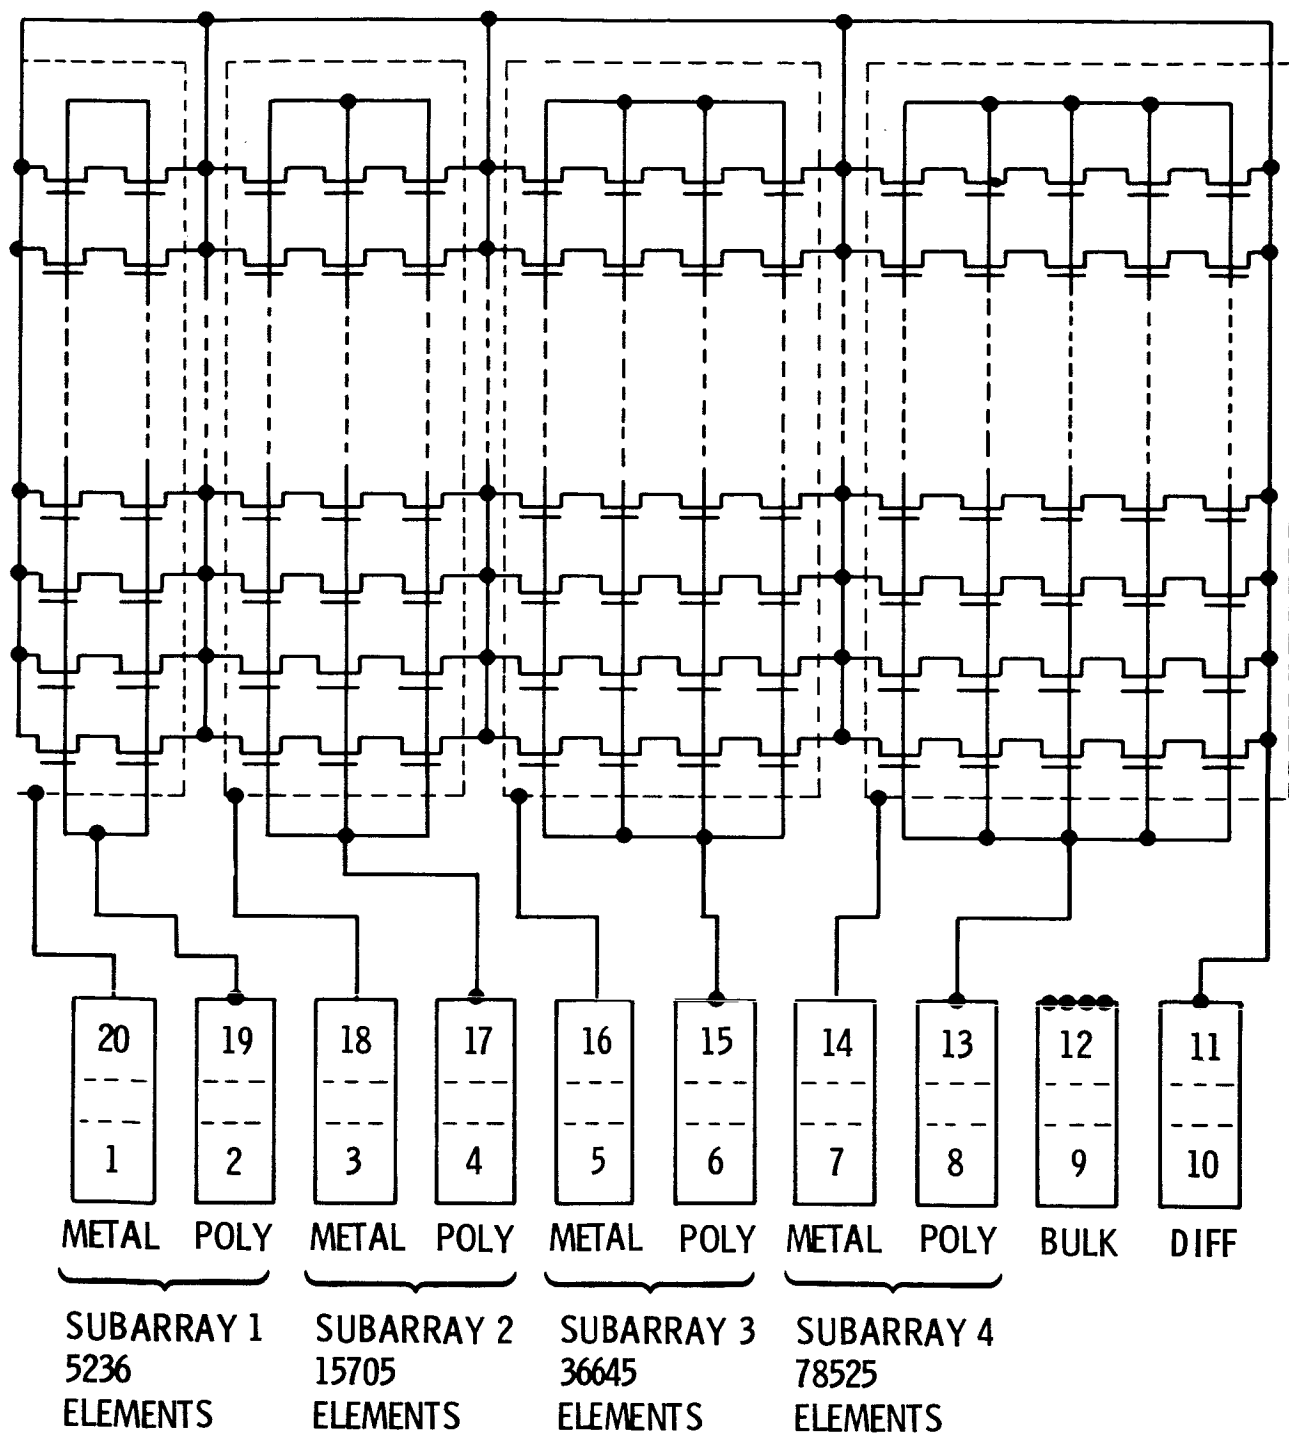 20 19 18 17 16 15 14 13 12 11
1 2 3 4 5 6 7 8 9 10
METAL POLY METAL POLY METAL POLY METAL POLY BULK DIFF
SUBARRAY 1 SUBARRAY 2 SUBARRAY 3 SUBARRAY 4
5236 15705 36645 78525
ELEMENTS ELEMENTS ELEMENTS ELEMENTS